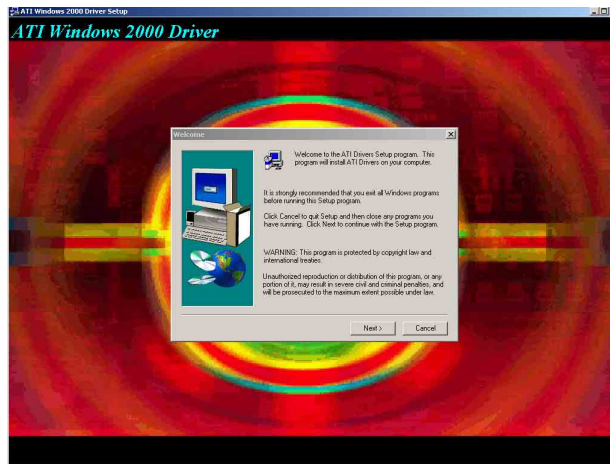 ATI Windows 2000 Driver Setup
ATI Windows 2000 Driver
Welcome
Welcome to the ATI Drivers Setup program. This
program will install ATI Drivers on your computer.
It is strongly recommended that you exit all Windows programs
before running this Setup program.
Click Cancel to quit Setup and then close any programs you
have running. Click Next to continue with the Setup program.
WARNING: This program is protected by copyright law and
international treaties.
Unauthorized reproduction or distribution of this program, or any
portion of it, may result in severe civil and criminal penalties, and
will be prosecuted to the maximum extent possible under law.
Next > Cancel